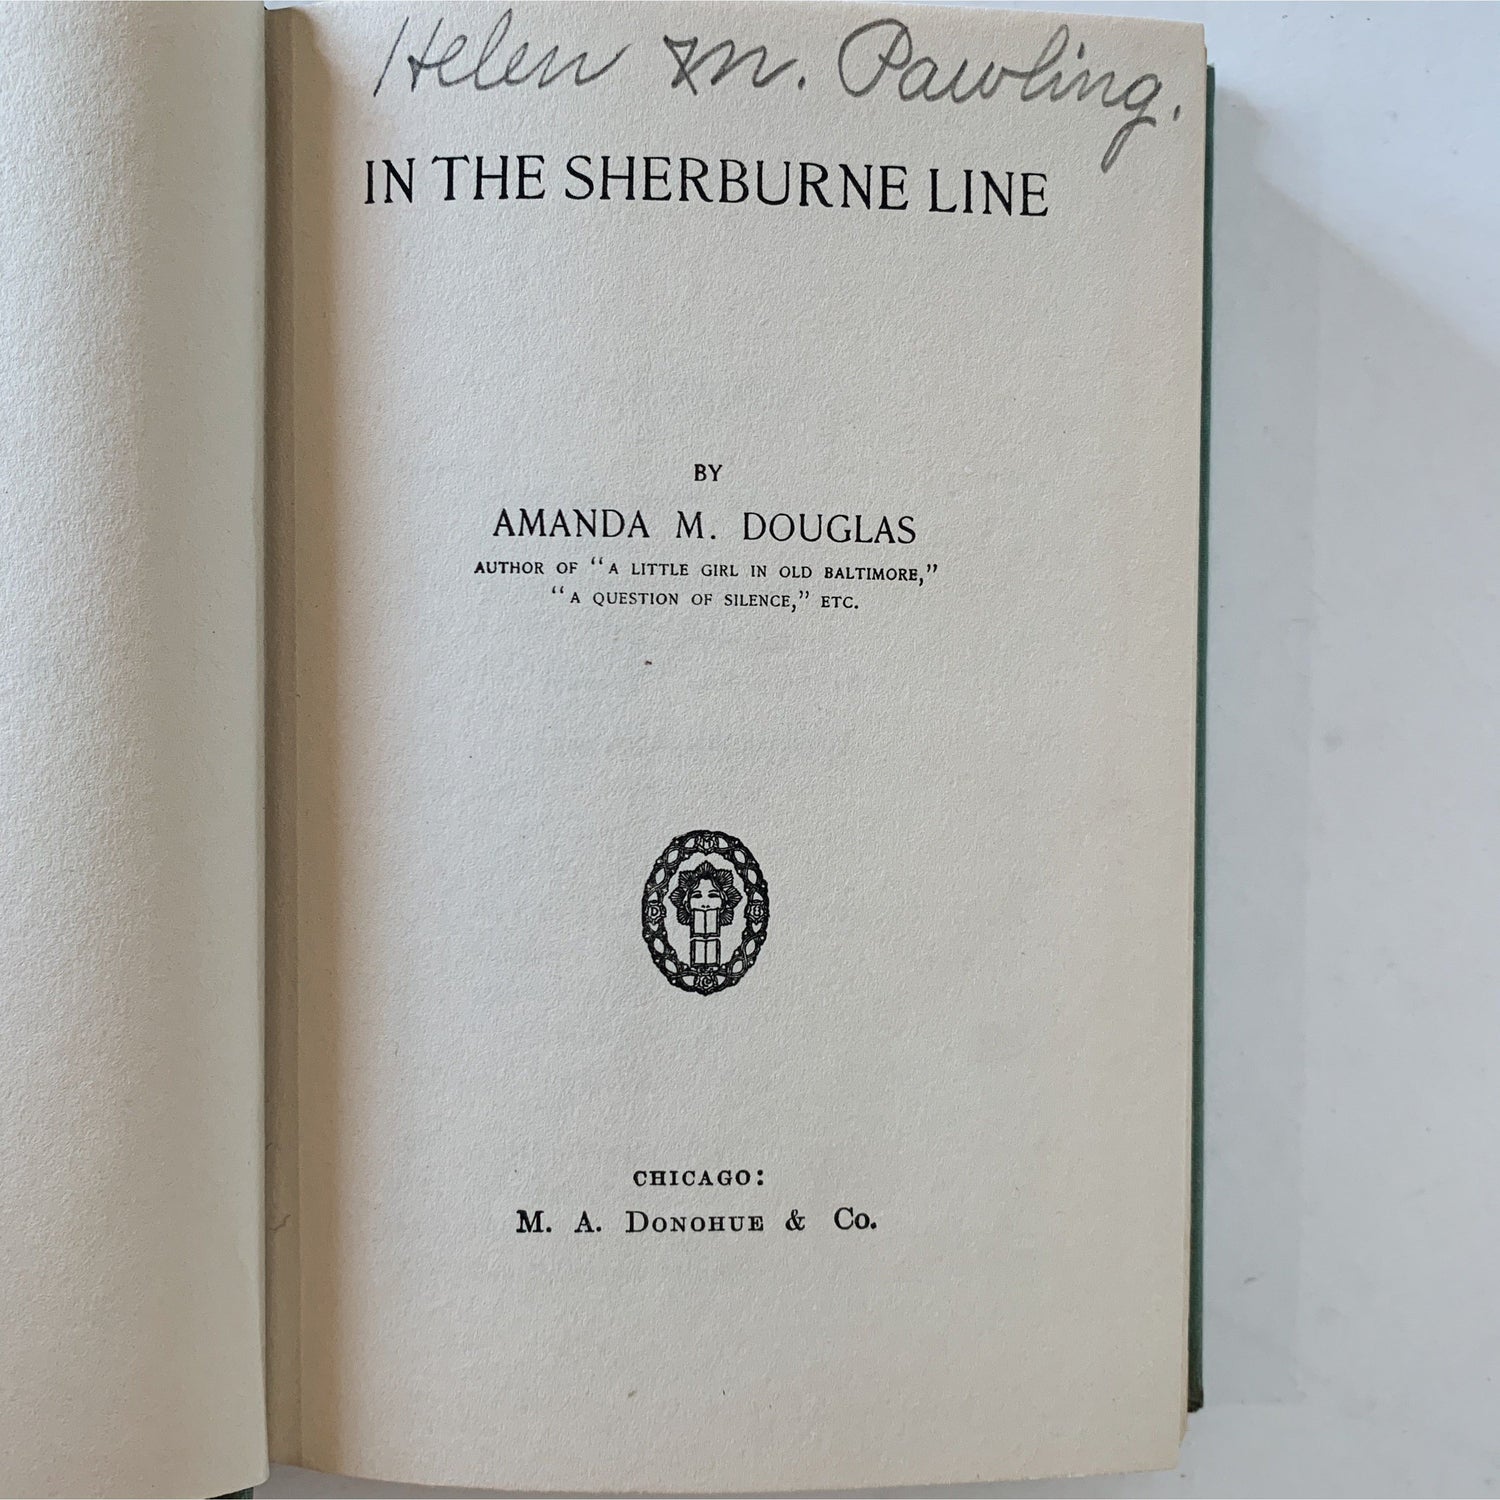 Helen M. Pawling.
IN THE SHERBURNE LINE
BY
AMANDA M. DOUGLAS
AUTHOR OF "A LITTLE GIRL IN OLD BALTIMORE,"
"A QUESTION OF SILENCE," ETC.
CHICAGO:
M. A. DONOHUE & CO.